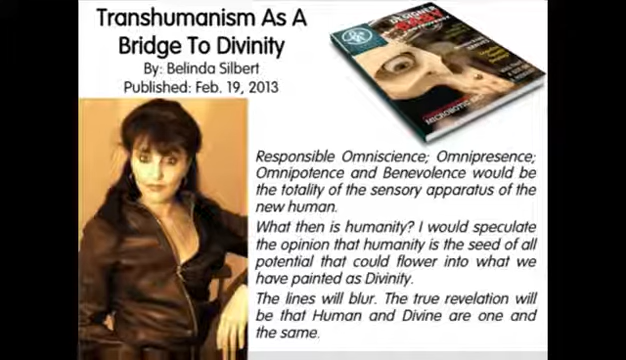 Transhumanism As A
Bridge To Divinity
By: Belinda Silbert
Published: Feb. 19, 2013
DESIGNER
BABY
Responsible Omniscience; Omnipresence;
Omnipotence and Benevolence would be
the totality of the sensory apparatus of the
new human.
What then is humanity? I would speculate
the opinion that humanity is the seed of all
potential that could flower into what we
have painted as Divinity.
The lines will blur. The true revelation will
be that Human and Divine are one and
the same.